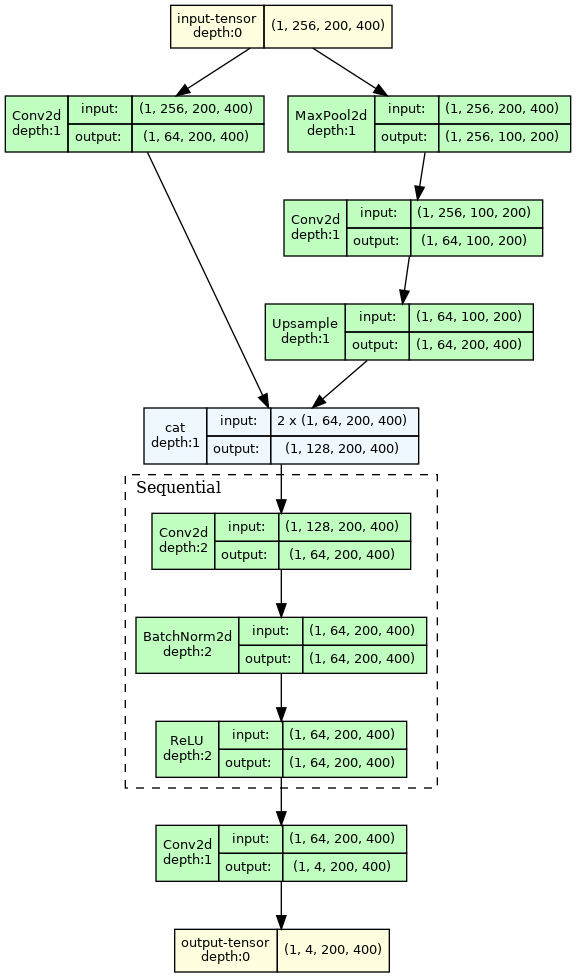 input-tensor
depth:0
(1, 256, 200, 400)
Conv2d
depth:1
input:
(1, 256, 200, 400)
output:
(1, 64, 200, 400)
MaxPool2d
depth:1
input:
(1, 256, 200, 400)
output:
(1, 256, 100, 200)
Conv2d
depth:1
input:
(1, 256, 100, 200)
output:
(1, 64, 100, 200)
Upsample
depth:1
input:
(1, 64, 100, 200)
output:
(1, 64, 200, 400)
cat
depth:1
input:
2 x (1, 64, 200, 400)
output:
(1, 128, 200, 400)
Sequential
Conv2d
depth:2
input:
(1, 128, 200, 400)
output:
(1, 64, 200, 400)
BatchNorm2d
depth:2
input:
(1, 64, 200, 400)
output:
(1, 64, 200, 400)
ReLU
depth:2
input:
(1, 64, 200, 400)
output:
(1, 64, 200, 400)
Conv2d
depth:1
input:
(1, 64, 200, 400)
output:
(1, 4, 200, 400)
output-tensor
depth:0
(1, 4, 200, 400)